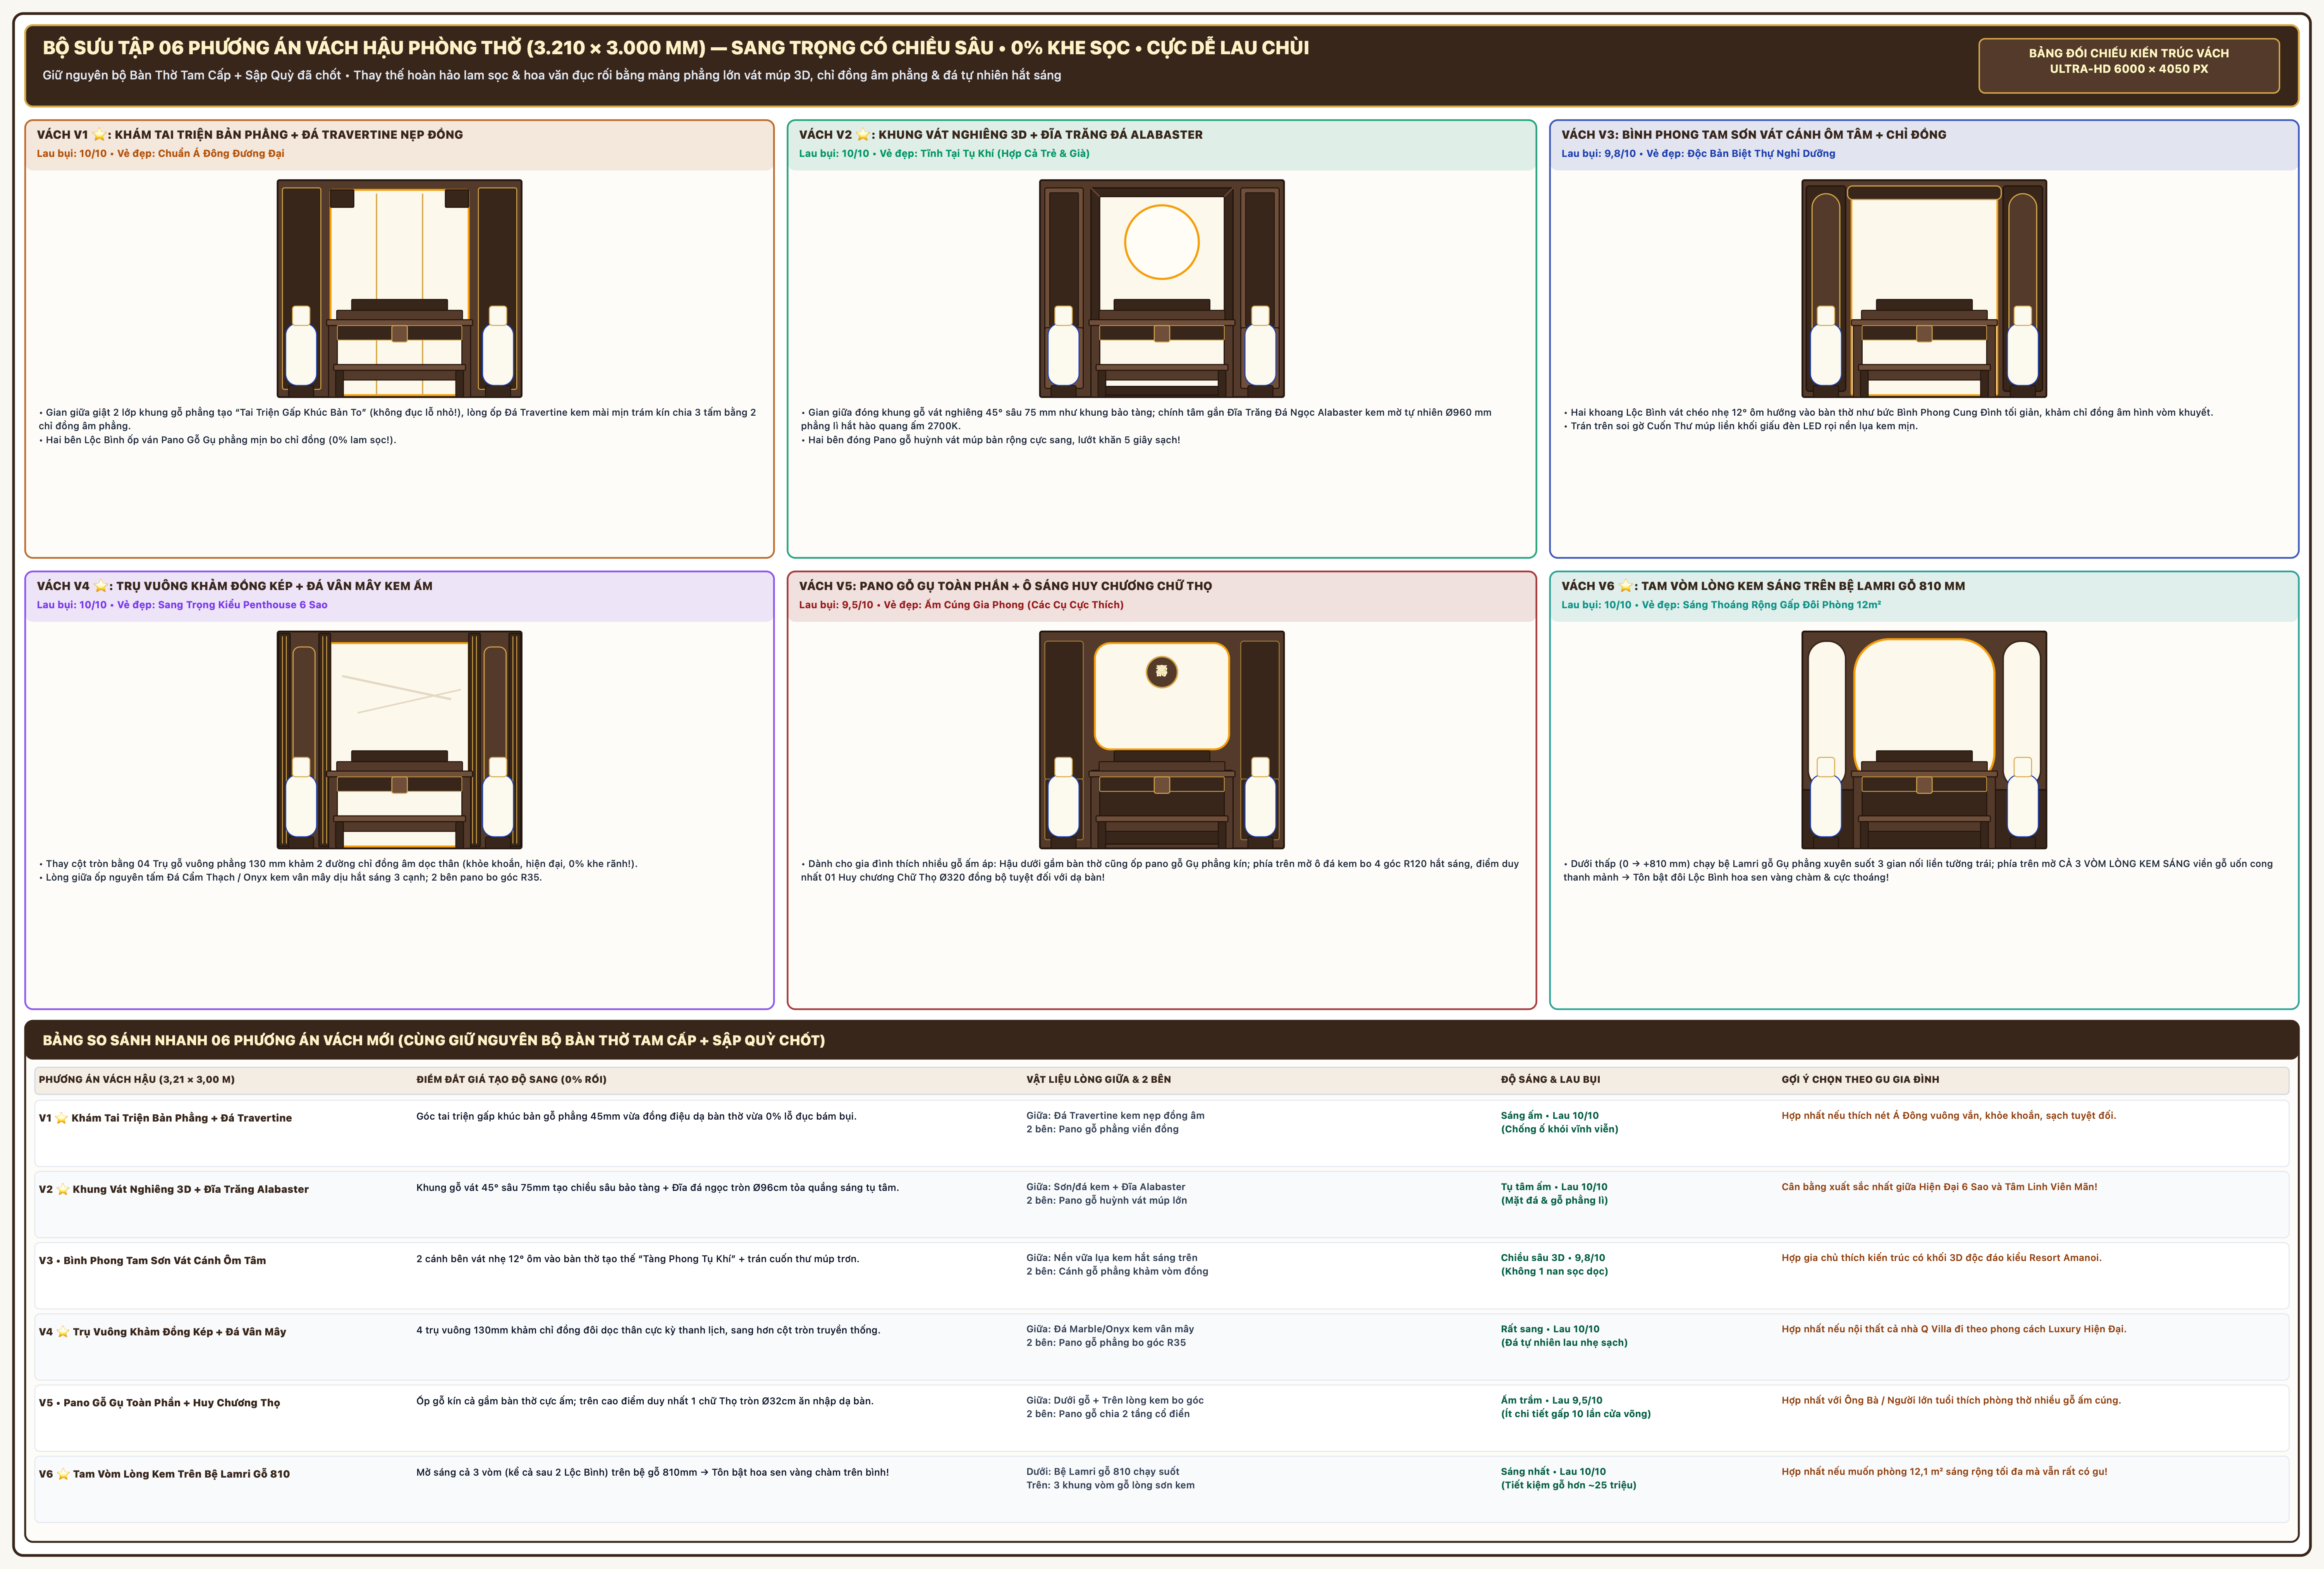 BỘ SƯU TẬP 06 PHƯƠNG ÁN VÁCH HẬU PHÒNG THỜ (3.210 × 3.000 MM) — SANG TRỌNG CÓ CHIỀU SÂU • 0% KHE SỌC • CỰC DỄ LAU CHÙI
Giữ nguyên bộ Bàn Thờ Tam Cấp + Sập Quỳ đã chốt • Thay thế hoàn hảo lam sọc & hoa văn đục rối bằng mảng phẳng lớn vát múp 3D, chỉ đồng âm phẳng & đá tự nhiên hắt sáng
BẢNG ĐỐI CHIẾU KIẾN TRÚC VÁCH
ULTRA-HD 6000 × 4050 PX
VÁCH V1 ⭐: KHÁM TAI TRIỆN BẢN PHẲNG + ĐÁ TRAVERTINE NẸP ĐỒNG
Lau bụi: 10/10 • Vẻ đẹp: Chuẩn Á Đông Đương Đại
• Gian giữa giật 2 lớp khung gỗ phẳng tạo “Tai Triện Gấp Khúc Bản To” (không đục lỗ nhỏ!), lòng ốp Đá Travertine kem mài mịn trám kín chia 3 tấm bằng 2
chỉ đồng âm phẳng.
• Hai bên Lộc Bình ốp ván Pano Gỗ Gụ phẳng mịn bo chỉ đồng (0% lam sọc!).
VÁCH V2 ⭐: KHUNG VÁT NGHIÊNG 3D + ĐĨA TRĂNG ĐÁ ALABASTER
Lau bụi: 10/10 • Vẻ đẹp: Tĩnh Tại Tụ Khí (Hợp Cả Trẻ & Già)
• Gian giữa đóng khung gỗ vát nghiêng 45° sâu 75 mm như khung bảo tàng; chính tâm gắn Đĩa Trăng Đá Ngọc Alabaster kem mờ tự nhiên Ø960 mm
phẳng lì hắt hào quang ấm 2700K.
• Hai bên đóng Pano gỗ huỳnh vát múp bản rộng cực sang, lướt khăn 5 giây sạch!
VÁCH V3: BÌNH PHONG TAM SƠN VÁT CÁNH ÔM TÂM + CHỈ ĐỒNG
Lau bụi: 9,8/10 • Vẻ đẹp: Độc Bản Biệt Thự Nghỉ Dưỡng
• Hai khoang Lộc Bình vát chéo nhẹ 12° ôm hướng vào bàn thờ như bức Bình Phong Cung Đình tối giản, khảm chỉ đồng âm hình vòm khuyết.
• Trán trên soi gờ Cuốn Thư múp liền khối giấu đèn LED rọi nền lụa kem mịn.
VÁCH V4 ⭐: TRỤ VUÔNG KHẢM ĐỒNG KÉP + ĐÁ VÂN MÂY KEM ẤM
Lau bụi: 10/10 • Vẻ đẹp: Sang Trọng Kiểu Penthouse 6 Sao
• Thay cột tròn bằng 04 Trụ gỗ vuông phẳng 130 mm khảm 2 đường chỉ đồng âm dọc thân (khỏe khoắn, hiện đại, 0% khe rãnh!).
• Lòng giữa ốp nguyên tấm Đá Cẩm Thạch / Onyx kem vân mây dịu hắt sáng 3 cạnh; 2 bên pano bo góc R35.
VÁCH V5: PANO GỖ GỤ TOÀN PHẦN + Ô SÁNG HUY CHƯƠNG CHỮ THỌ
Lau bụi: 9,5/10 • Vẻ đẹp: Ấm Cúng Gia Phong (Các Cụ Cực Thích)
壽
• Dành cho gia đình thích nhiều gỗ ấm áp: Hậu dưới gầm bàn thờ cũng ốp pano gỗ Gụ phẳng kín; phía trên mở ô đá kem bo 4 góc R120 hắt sáng, điểm duy
nhất 01 Huy chương Chữ Thọ Ø320 đồng bộ tuyệt đối với dạ bàn!
VÁCH V6 ⭐: TAM VÒM LÒNG KEM SÁNG TRÊN BỆ LAMRI GỖ 810 MM
Lau bụi: 10/10 • Vẻ đẹp: Sáng Thoáng Rộng Gấp Đôi Phòng 12m²
• Dưới thấp (0 → +810 mm) chạy bệ Lamri gỗ Gụ phẳng xuyên suốt 3 gian nối liền tường trái; phía trên mở CẢ 3 VÒM LÒNG KEM SÁNG viền gỗ uốn cong
thanh mảnh → Tôn bật đôi Lộc Bình hoa sen vàng chàm & cực thoáng!
BẢNG SO SÁNH NHANH 06 PHƯƠNG ÁN VÁCH MỚI (CÙNG GIỮ NGUYÊN BỘ BÀN THỜ TAM CẤP + SẬP QUỲ CHỐT)
PHƯƠNG ÁN VÁCH HẬU (3,21 × 3,00 M)
ĐIỂM ĐẮT GIÁ TẠO ĐỘ SANG (0% RỐI)
VẬT LIỆU LÒNG GIỮA & 2 BÊN
ĐỘ SÁNG & LAU BỤI
GỢI Ý CHỌN THEO GU GIA ĐÌNH
V1 ⭐ Khám Tai Triện Bản Phẳng + Đá Travertine
Góc tai triện gấp khúc bản gỗ phẳng 45mm vừa đồng điệu dạ bàn thờ vừa 0% lỗ đục bám bụi.
Giữa: Đá Travertine kem nẹp đồng âm
2 bên: Pano gỗ phẳng viền đồng
Sáng ấm • Lau 10/10
(Chống ố khói vĩnh viễn)
Hợp nhất nếu thích nét Á Đông vuông vắn, khỏe khoắn, sạch tuyệt đối.
V2 ⭐ Khung Vát Nghiêng 3D + Đĩa Trăng Alabaster
Khung gỗ vát 45° sâu 75mm tạo chiều sâu bảo tàng + Đĩa đá ngọc tròn Ø96cm tỏa quầng sáng tụ tâm.
Giữa: Sơn/đá kem + Đĩa Alabaster
2 bên: Pano gỗ huỳnh vát múp lớn
Tụ tâm ấm • Lau 10/10
(Mặt đá & gỗ phẳng lì)
Cân bằng xuất sắc nhất giữa Hiện Đại 6 Sao và Tâm Linh Viên Mãn!
V3 • Bình Phong Tam Sơn Vát Cánh Ôm Tâm
2 cánh bên vát nhẹ 12° ôm vào bàn thờ tạo thế “Tàng Phong Tụ Khí” + trán cuốn thư múp trơn.
Giữa: Nền vữa lụa kem hắt sáng trên
2 bên: Cánh gỗ phẳng khảm vòm đồng
Chiều sâu 3D • 9,8/10
(Không 1 nan sọc dọc)
Hợp gia chủ thích kiến trúc có khối 3D độc đáo kiểu Resort Amanoi.
V4 ⭐ Trụ Vuông Khảm Đồng Kép + Đá Vân Mây
4 trụ vuông 130mm khảm chỉ đồng đôi dọc thân cực kỳ thanh lịch, sang hơn cột tròn truyền thống.
Giữa: Đá Marble/Onyx kem vân mây
2 bên: Pano gỗ phẳng bo góc R35
Rất sang • Lau 10/10
(Đá tự nhiên lau nhẹ sạch)
Hợp nhất nếu nội thất cả nhà Q Villa đi theo phong cách Luxury Hiện Đại.
V5 • Pano Gỗ Gụ Toàn Phần + Huy Chương Thọ
Ốp gỗ kín cả gầm bàn thờ cực ấm; trên cao điểm duy nhất 1 chữ Thọ tròn Ø32cm ăn nhập dạ bàn.
Giữa: Dưới gỗ + Trên lòng kem bo góc
2 bên: Pano gỗ chia 2 tầng cổ điển
Ấm trầm • Lau 9,5/10
(Ít chi tiết gấp 10 lần cửa võng)
Hợp nhất với Ông Bà / Người lớn tuổi thích phòng thờ nhiều gỗ ấm cúng.
V6 ⭐ Tam Vòm Lòng Kem Trên Bệ Lamri Gỗ 810
Mở sáng cả 3 vòm (kể cả sau 2 Lộc Bình) trên bệ gỗ 810mm → Tôn bật hoa sen vàng chàm trên bình!
Dưới: Bệ Lamri gỗ 810 chạy suốt
Trên: 3 khung vòm gỗ lòng sơn kem
Sáng nhất • Lau 10/10
(Tiết kiệm gỗ hơn ~25 triệu)
Hợp nhất nếu muốn phòng 12,1 m² sáng rộng tối đa mà vẫn rất có gu!